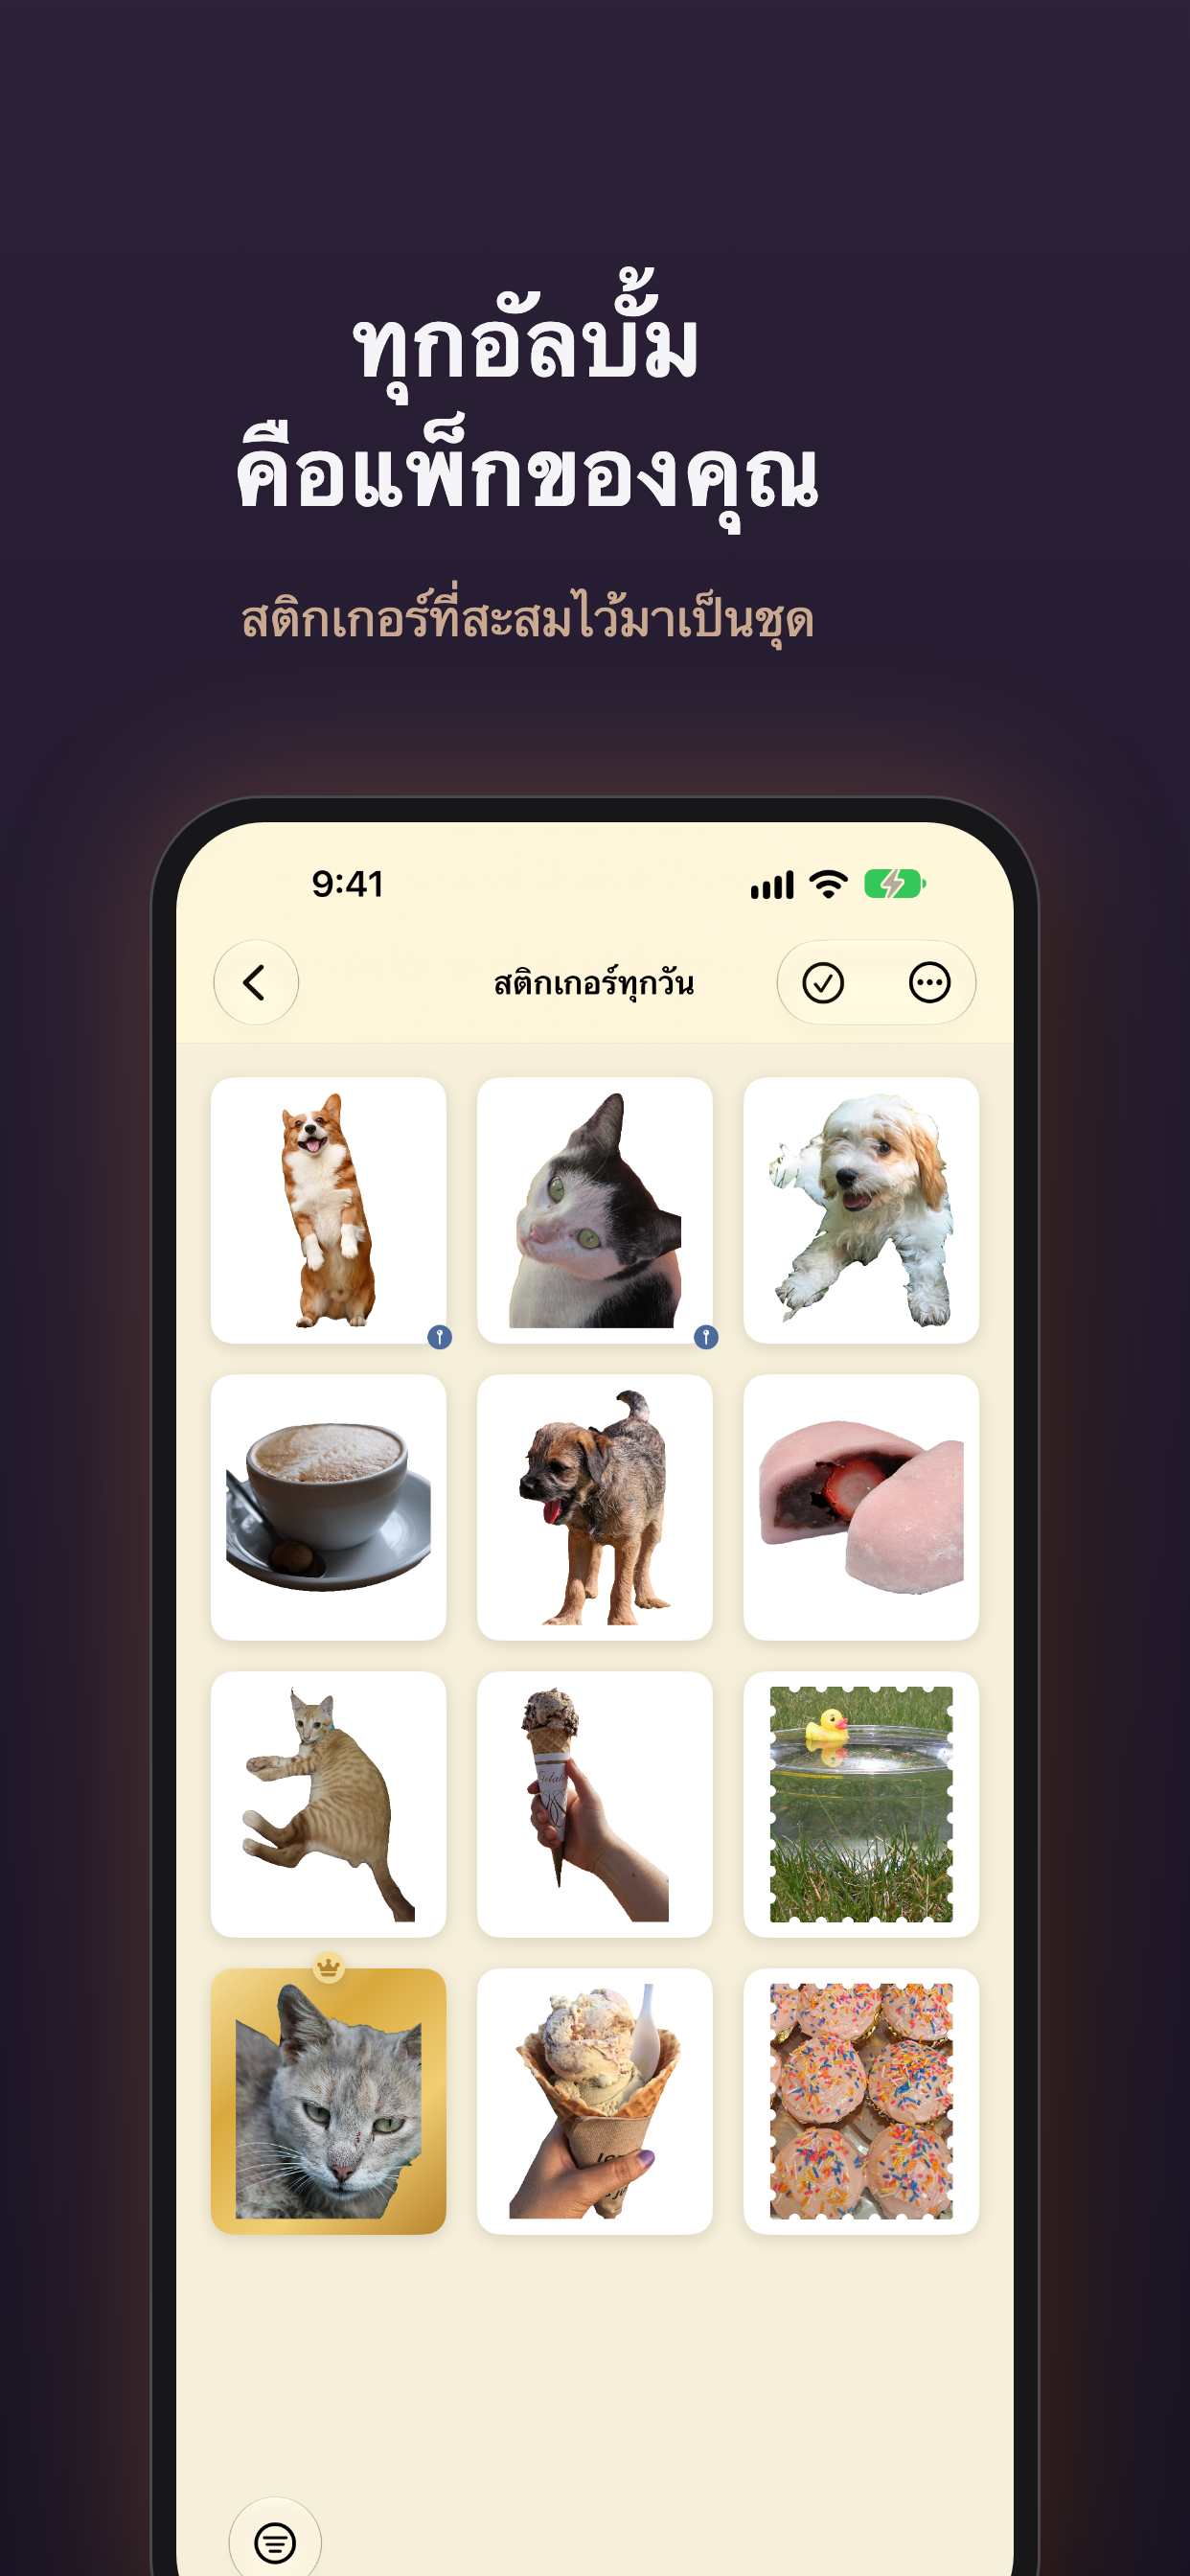 ทุกอัลบั้ม
คือแพ็กของคุณ
สติกเกอร์ที่สะสมไว้มาเป็นชุด
9:41
สติกเกอร์ทุกวัน